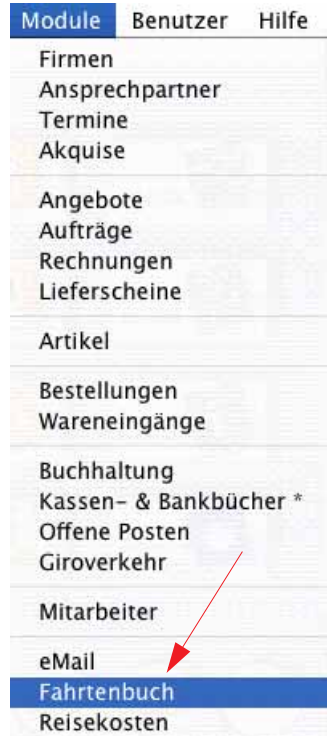 Module Benutzer Hilfe
Firmen
Ansprechpartner
Termine
Akquise
Angebote
Aufträge
Rechnungen
Lieferscheine
Artikel
Bestellungen
Wareneingänge
Buchhaltung
Kassen- & Bankbücher *
Offene Posten
Giroverkehr
Mitarbeiter
eMail
Fahrtenbuch
Reisekosten